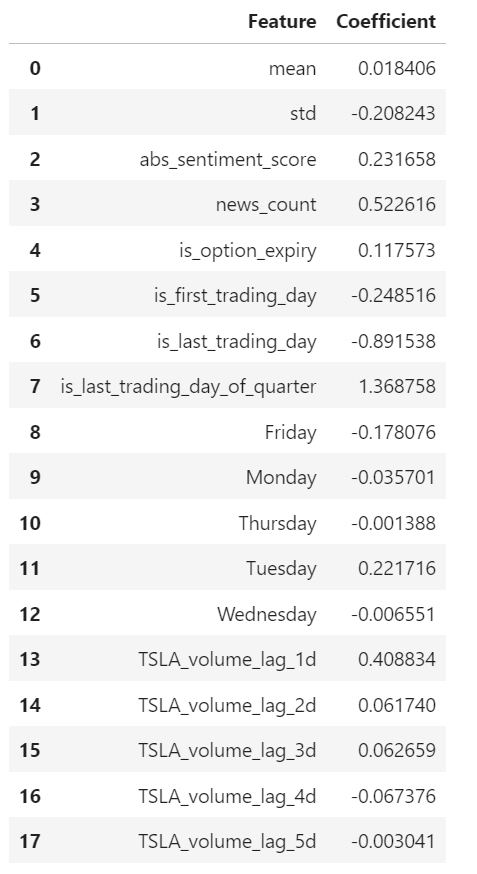 Feature Coefficient
0 mean 0.018406
1 std -0.208243
2 abs_sentiment_score 0.231658
3 news_count 0.522616
4 is_option_expiry 0.117573
5 is_first_trading_day -0.248516
6 is_last_trading_day -0.891538
7 is_last_trading_day_of_quarter 1.368758
8 Friday -0.178076
9 Monday -0.035701
10 Thursday -0.001388
11 Tuesday 0.221716
12 Wednesday -0.006551
13 TSLA_volume_lag_1d 0.408834
14 TSLA_volume_lag_2d 0.061740
15 TSLA_volume_lag_3d 0.062659
16 TSLA_volume_lag_4d -0.067376
17 TSLA_volume_lag_5d -0.003041